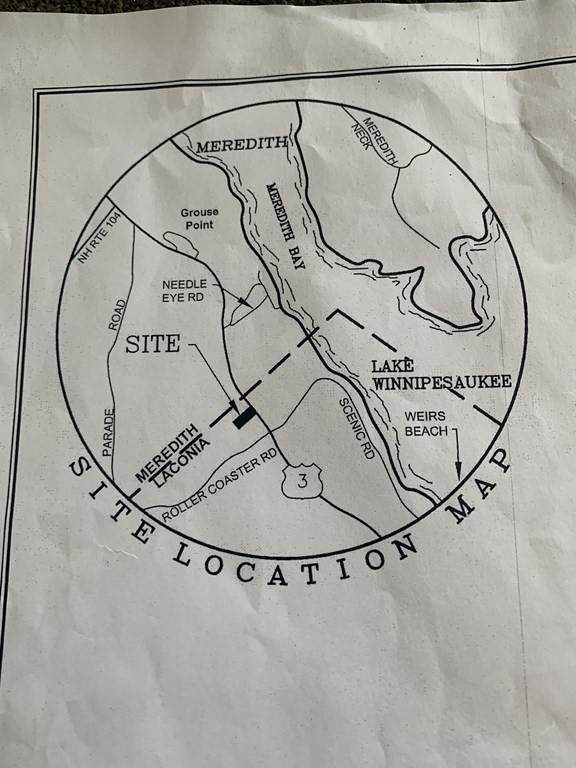 MEREDITH
MEREDITH
NECK
MEREDITH BAY
Grouse
Point
NH RTE 104
NEEDLE
EYE RD
ROAD
SITE
LAKE
WINNIPESAUKEE
PARADE
SCENIC RD
WEIRS
BEACH
MEREDITH
LACONIA
ROLLER COASTER RD
3
SITE LOCATION MAP